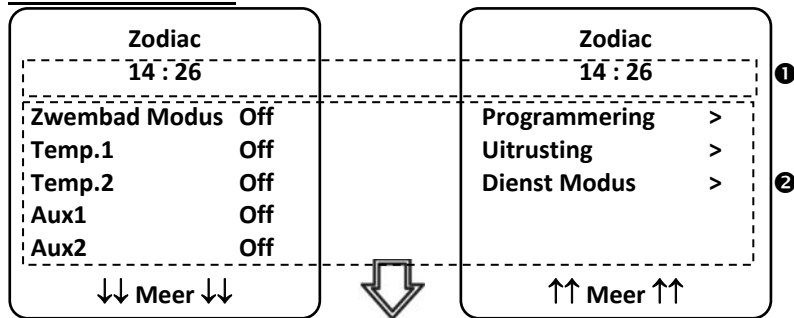 Zodiac
14 : 26
Zwembad Modus Off
Temp.1 Off
Temp.2 Off
Aux1 Off
Aux2 Off
↓↓ Meer ↓↓
Zodiac
14 : 26
❶
Programmering >
Uitrusting >
Dienst Modus >
❷
↑↑ Meer ↑↑